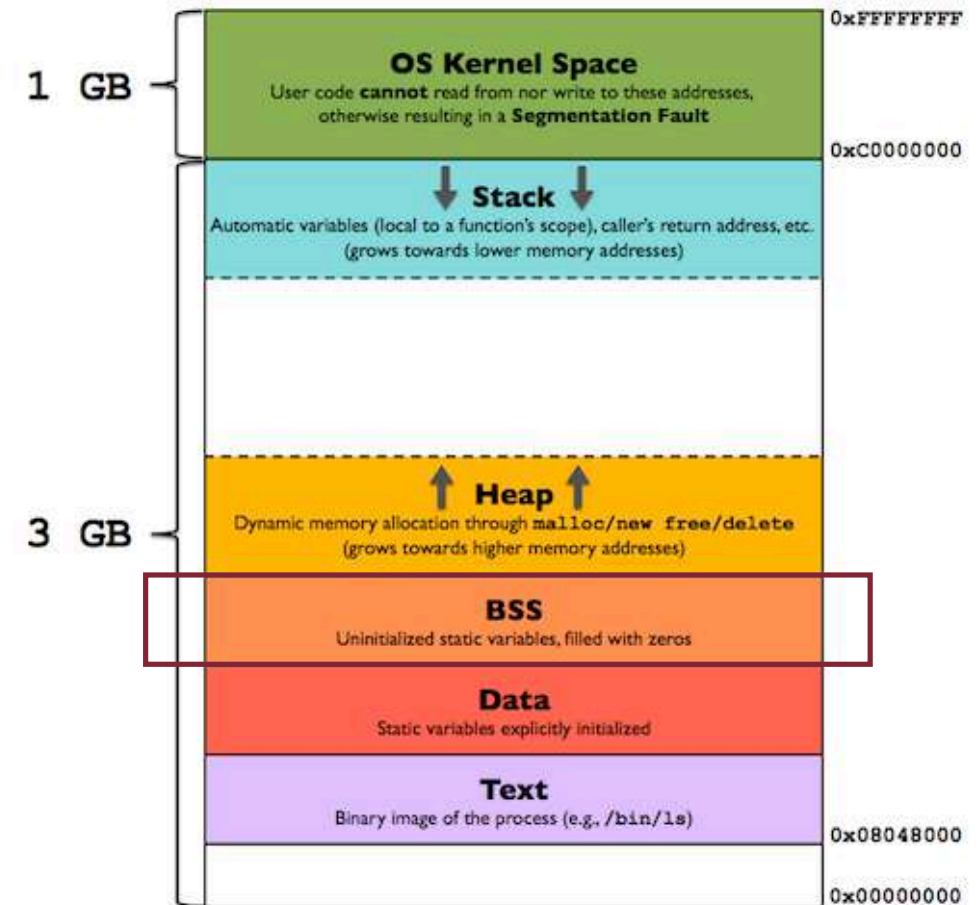 0xFFFFFFFF
1 GB
OS Kernel Space
User code cannot read from nor write to these addresses,
otherwise resulting in a Segmentation Fault
0xC0000000
Stack
Automatic variables (local to a function's scope), caller's return address, etc.
(grows towards lower memory addresses)
3 GB
Heap
Dynamic memory allocation through malloc/new free/delete
(grows towards higher memory addresses)
BSS
Uninitialized static variables, filled with zeros
Data
Static variables explicitly initialized
Text
Binary image of the process (e.g., /bin/ls)
0x08048000
0x00000000